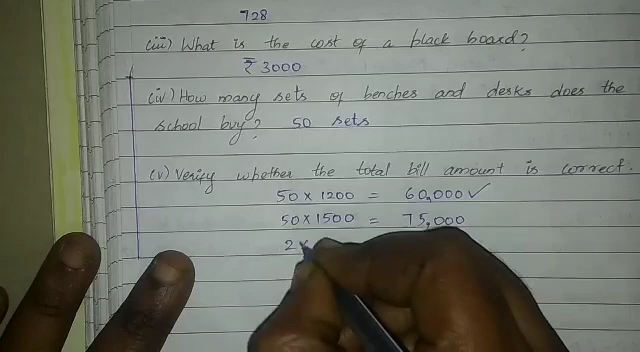 728
(iii) What is the cost of a black board?
₹ 3000
(iv) How many sets of benches and desks does the
school buy? 50 sets
(v) Verify whether the total bill amount is correct.
50 x 1200 = 60,000 ✓
50 x 1500 = 75,000
2 x